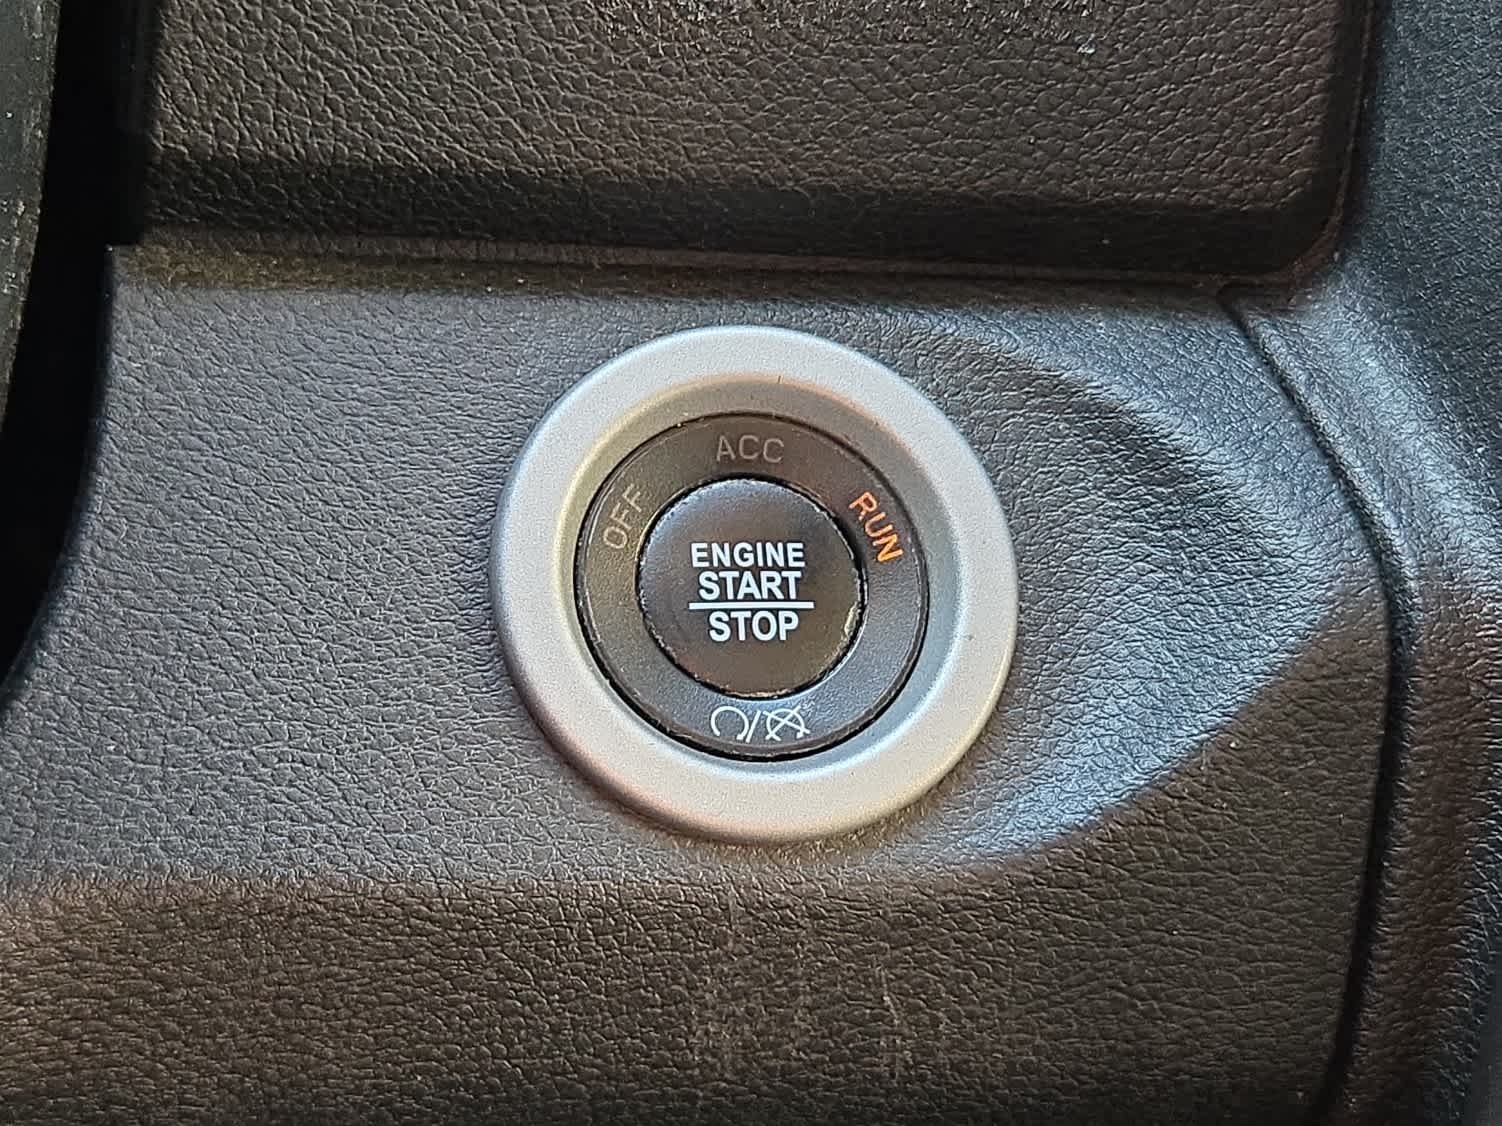 ACC
OFF
RUN
ENGINE
START
STOP